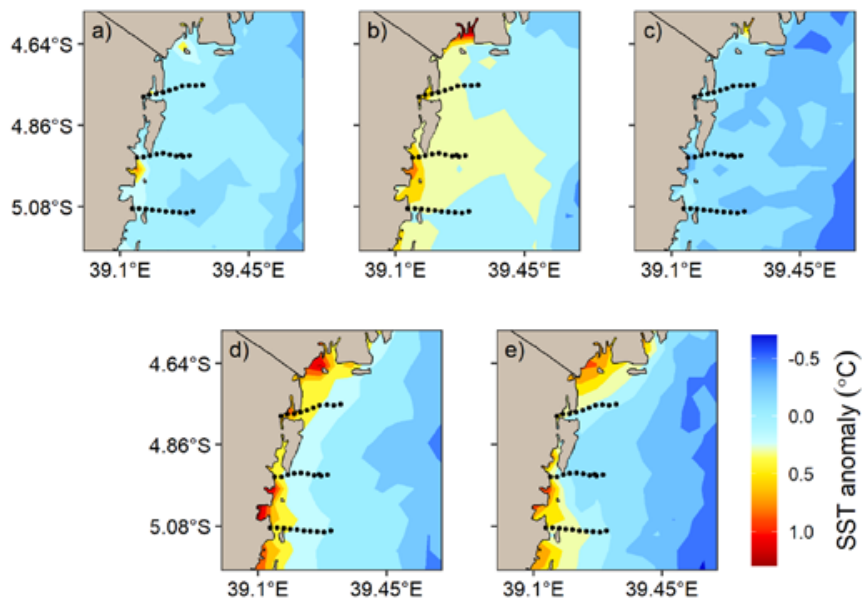 a) b) c)
4.64°S
4.86°S
5.08°S
39.1°E 39.45°E 39.1°E 39.45°E 39.1°E 39.45°E
d) e)
4.64°S
4.86°S
5.08°S
39.1°E 39.45°E 39.1°E 39.45°E
-0.5
0.0
0.5
1.0
SST anomaly (°C)